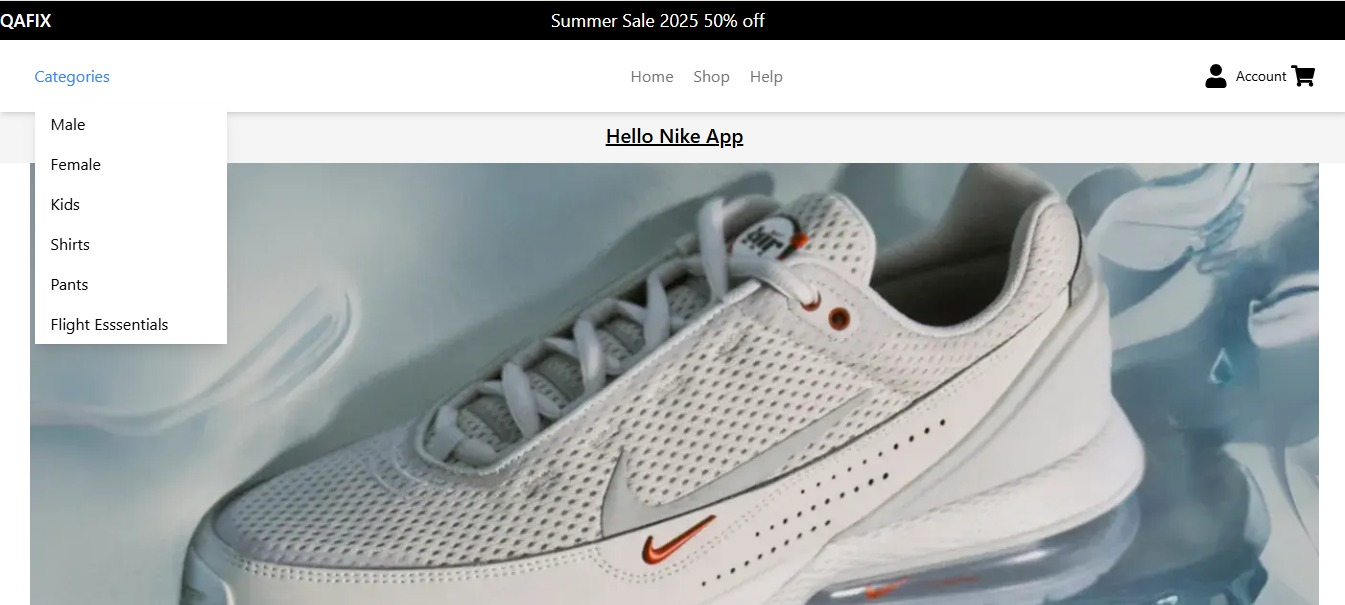 QAFIX
Summer Sale 2025 50% off
Categories
Home Shop Help
Account
Male
Female
Kids
Shirts
Pants
Flight Esssentials
Hello Nike App
air